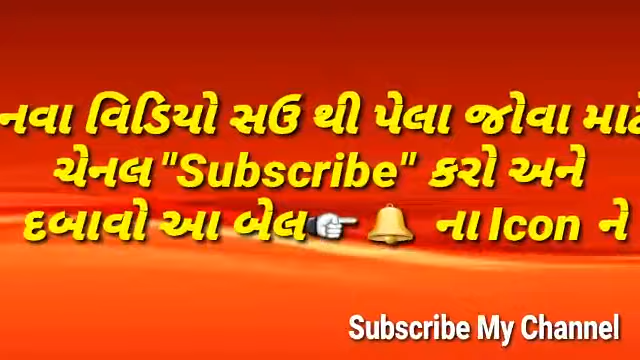 નવા વિડિયો સઉ થી પેલા જોવા માટે
ચેનલ "Subscribe" કરો અને
દબાવો આ બેલ👉🔔 ના Icon ને
Subscribe My Channel